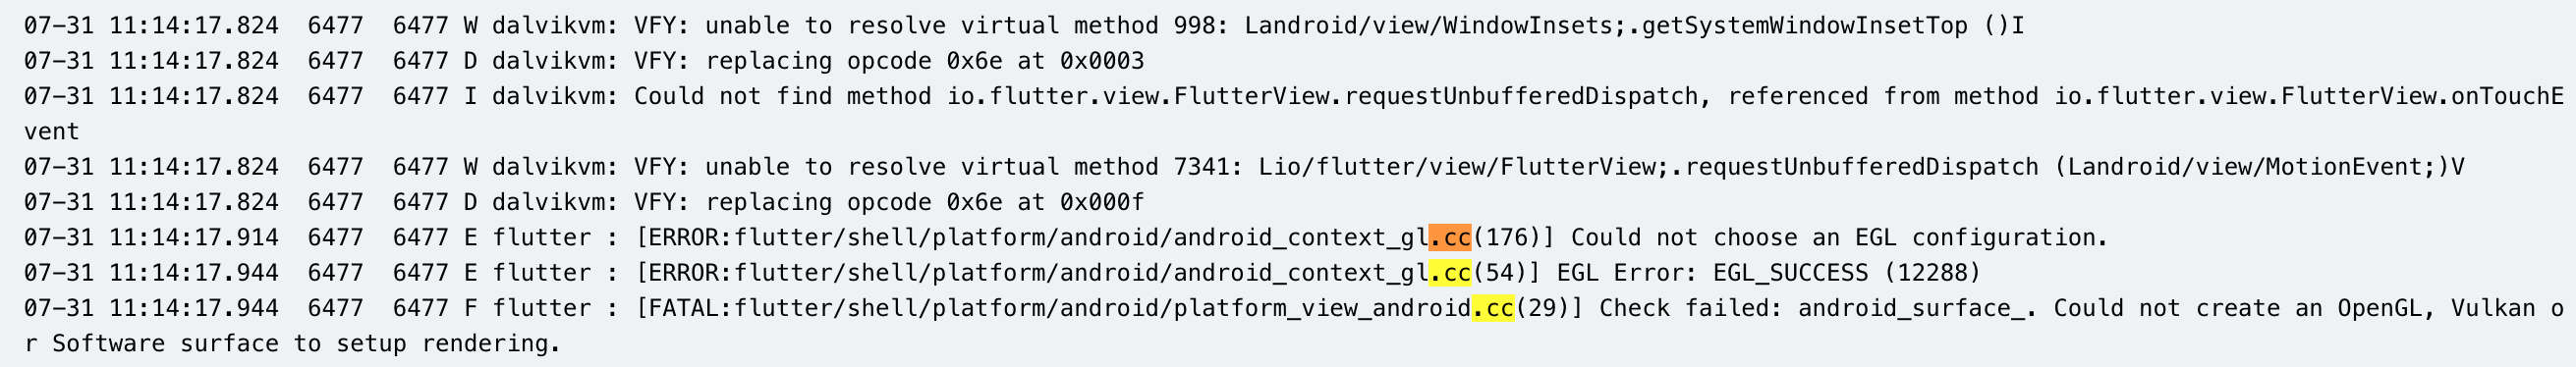 07-31 11:14:17.824  6477  6477 W dalvikvm: VFY: unable to resolve virtual method 998: Landroid/view/WindowInsets;.getSystemWindowInsetTop ()I
07-31 11:14:17.824  6477  6477 D dalvikvm: VFY: replacing opcode 0x6e at 0x0003
07-31 11:14:17.824  6477  6477 I dalvikvm: Could not find method io.flutter.view.FlutterView.requestUnbufferedDispatch, referenced from method io.flutter.view.FlutterView.onTouchE
vent
07-31 11:14:17.824  6477  6477 W dalvikvm: VFY: unable to resolve virtual method 7341: Lio/flutter/view/FlutterView;.requestUnbufferedDispatch (Landroid/view/MotionEvent;)V
07-31 11:14:17.824  6477  6477 D dalvikvm: VFY: replacing opcode 0x6e at 0x000f
07-31 11:14:17.914  6477  6477 E flutter : [ERROR:flutter/shell/platform/android/android_context_gl.cc(176)] Could not choose an EGL configuration.
07-31 11:14:17.944  6477  6477 E flutter : [ERROR:flutter/shell/platform/android/android_context_gl.cc(54)] EGL Error: EGL_SUCCESS (12288)
07-31 11:14:17.944  6477  6477 F flutter : [FATAL:flutter/shell/platform/android/platform_view_android.cc(29)] Check failed: android_surface_. Could not create an OpenGL, Vulkan o
r Software surface to setup rendering.